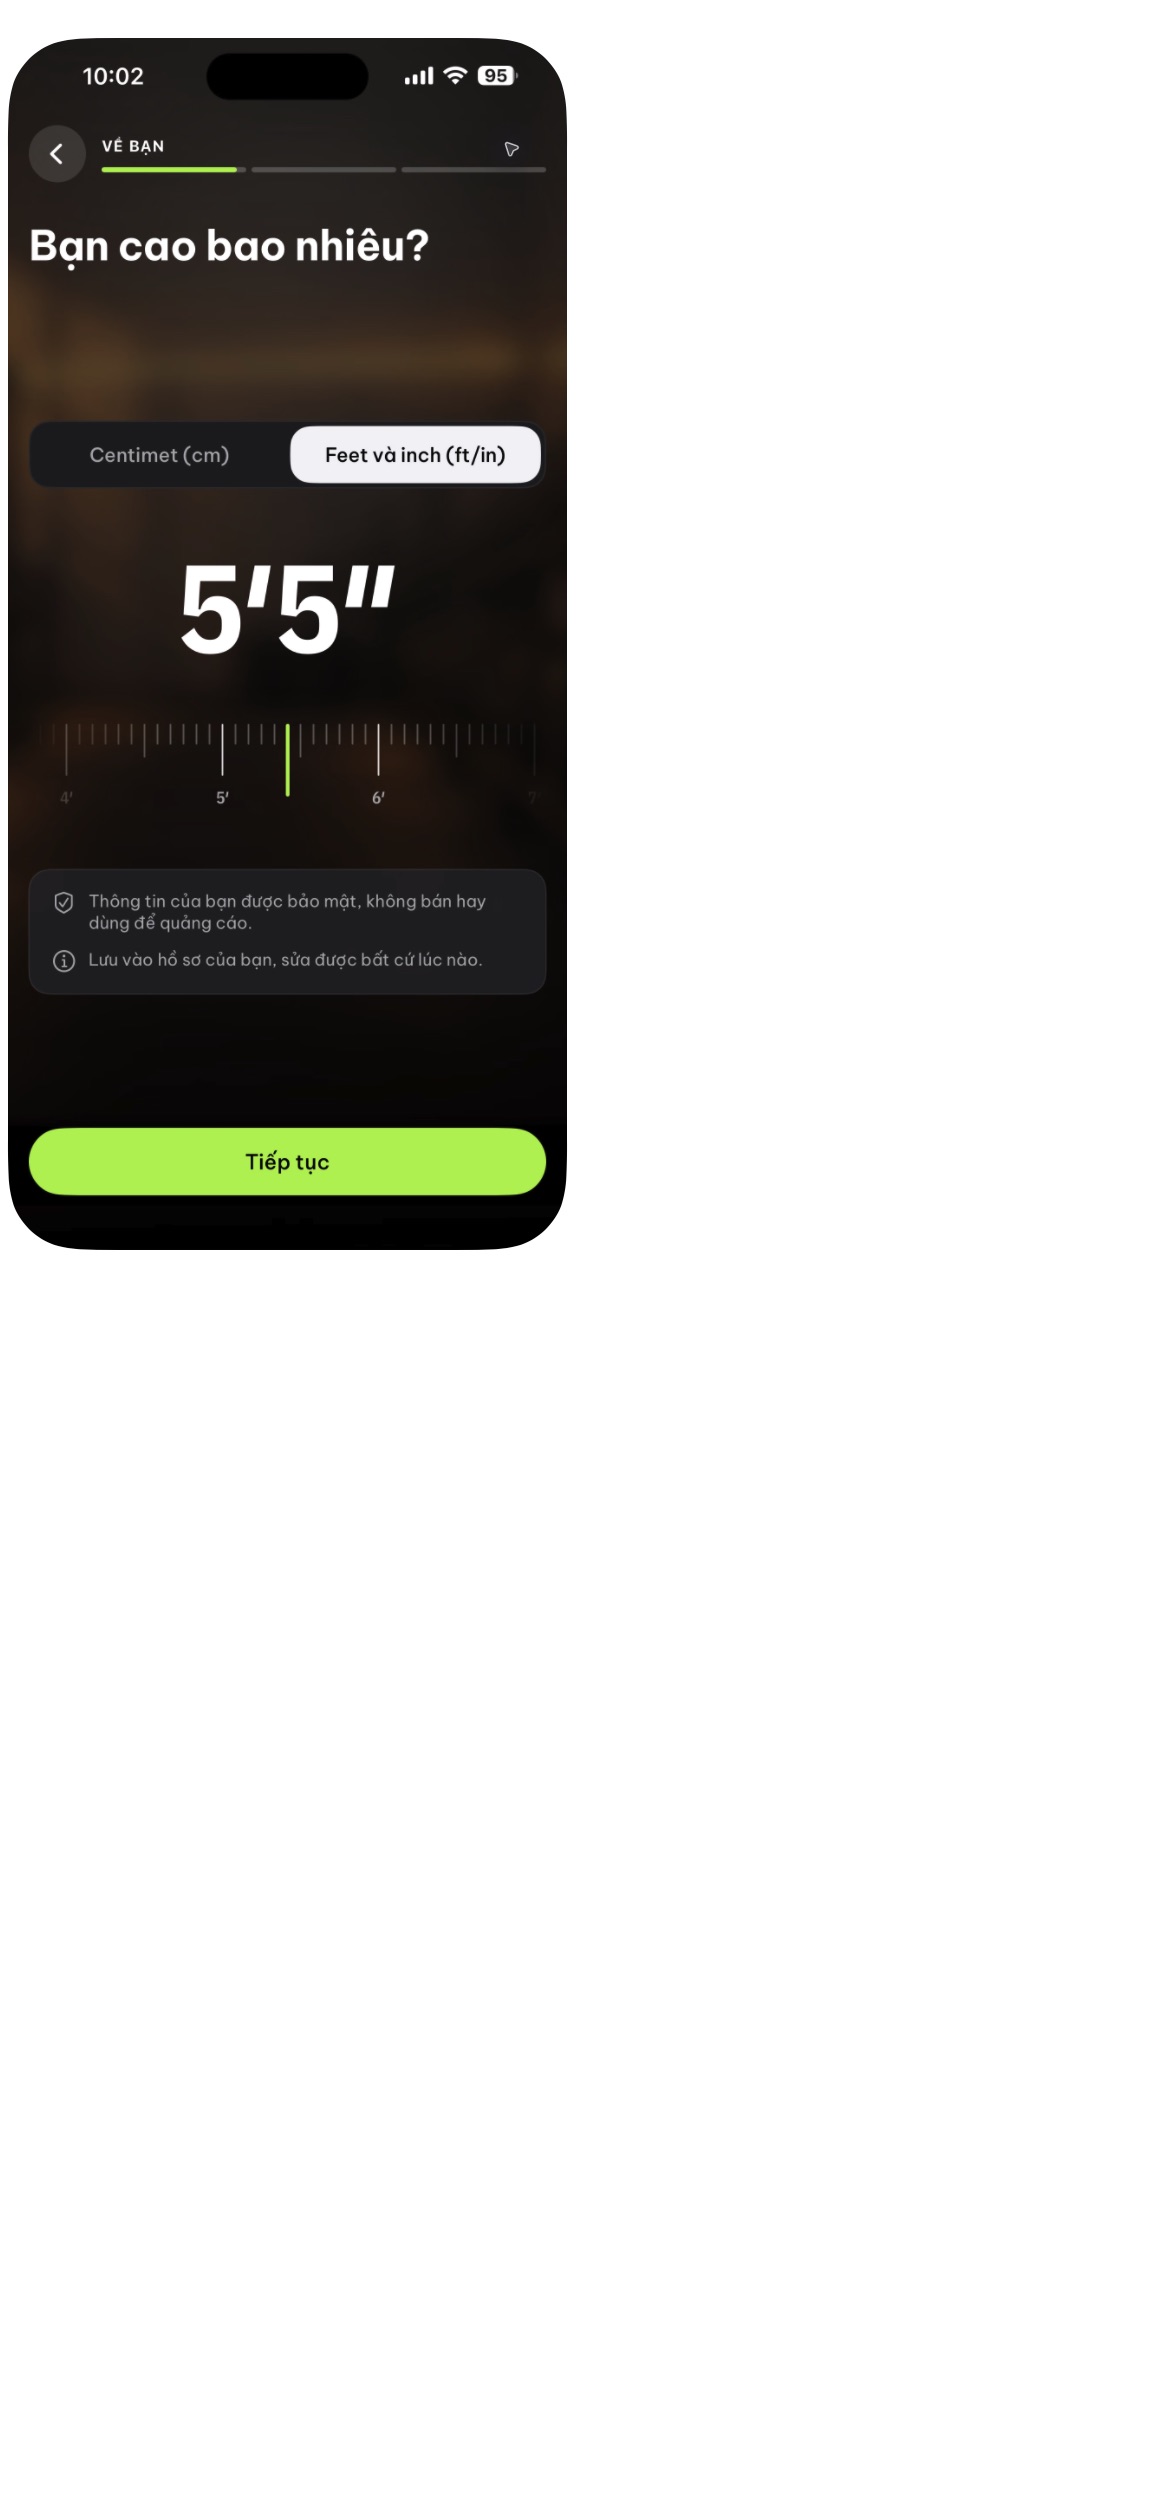 10:02
95
VỀ BẠN
Bạn cao bao nhiêu?
Centimet (cm)
Feet và inch (ft/in)
5′5″
4′ 5′ 6′ 7′
Thông tin của bạn được bảo mật, không bán hay
dùng để quảng cáo.
Lưu vào hồ sơ của bạn, sửa được bất cứ lúc nào.
Tiếp tục